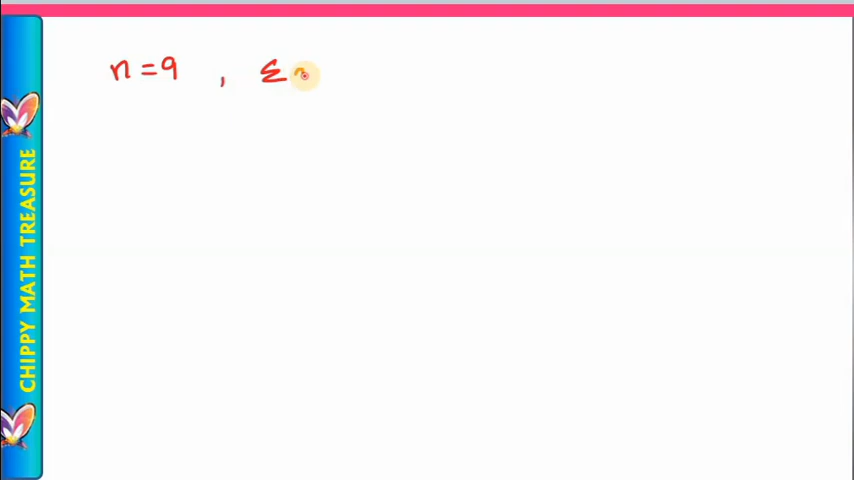 n = 9 , Σ
CHIPPY MATH TREASURE